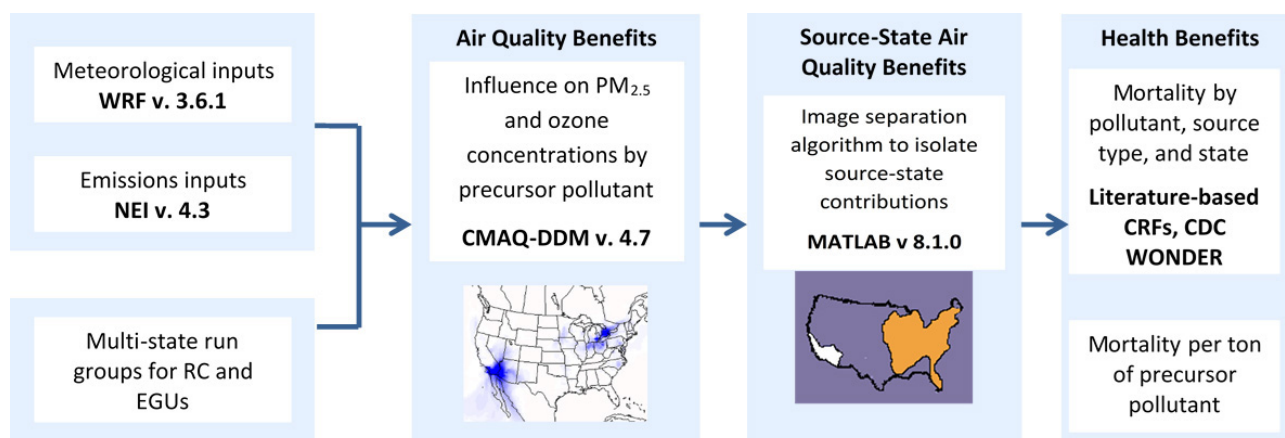 Meteorological inputs
WRF v. 3.6.1
Emissions inputs
NEI v. 4.3
Multi-state run
groups for RC and
EGUs
Air Quality Benefits
Influence on PM₂.₅
and ozone
concentrations by
precursor pollutant
CMAQ-DDM v. 4.7
Source-State Air
Quality Benefits
Image separation
algorithm to isolate
source-state
contributions
MATLAB v 8.1.0
Health Benefits
Mortality by
pollutant, source
type, and state
Literature-based
CRFs, CDC
WONDER
Mortality per ton
of precursor
pollutant